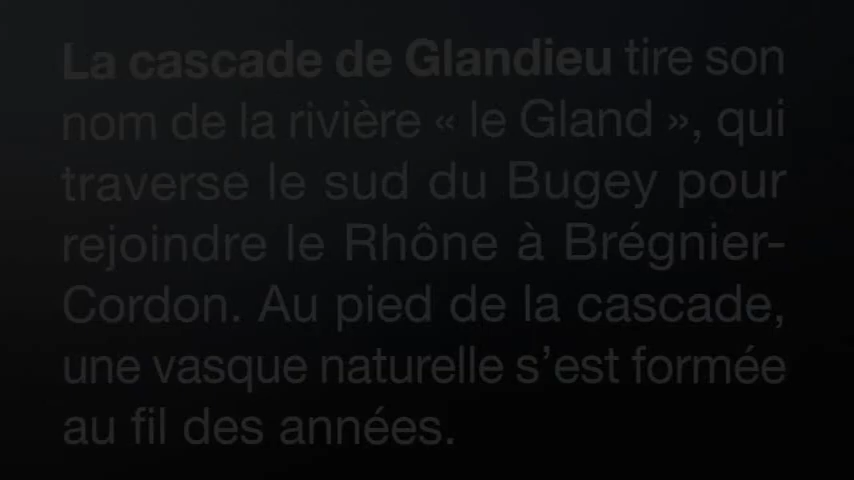 La cascade de Glandieu tire son
nom de la rivière « le Gland », qui
traverse le sud du Bugey pour
rejoindre le Rhône à Brégnier-
Cordon. Au pied de la cascade,
une vasque naturelle s’est formée
au fil des années.